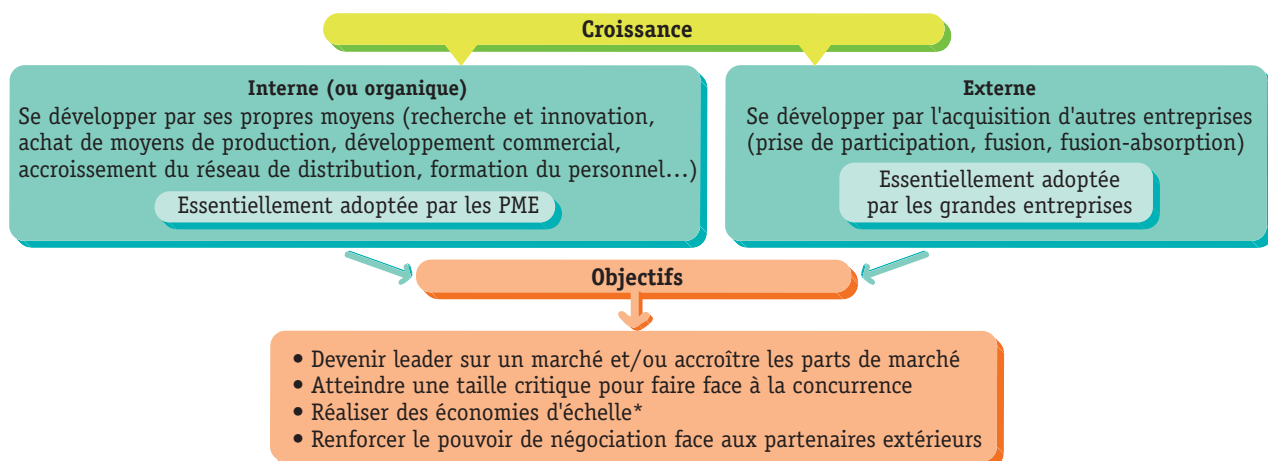 Croissance
Interne (ou organique)
Se développer par ses propres moyens (recherche et innovation,
achat de moyens de production, développement commercial,
accroissement du réseau de distribution, formation du personnel...)
Essentiellement adoptée par les PME
Externe
Se développer par l'acquisition d'autres entreprises
(prise de participation, fusion, fusion-absorption)
Essentiellement adoptée
par les grandes entreprises
Objectifs
• Devenir leader sur un marché et/ou accroître les parts de marché
• Atteindre une taille critique pour faire face à la concurrence
• Réaliser des économies d'échelle*
• Renforcer le pouvoir de négociation face aux partenaires extérieurs